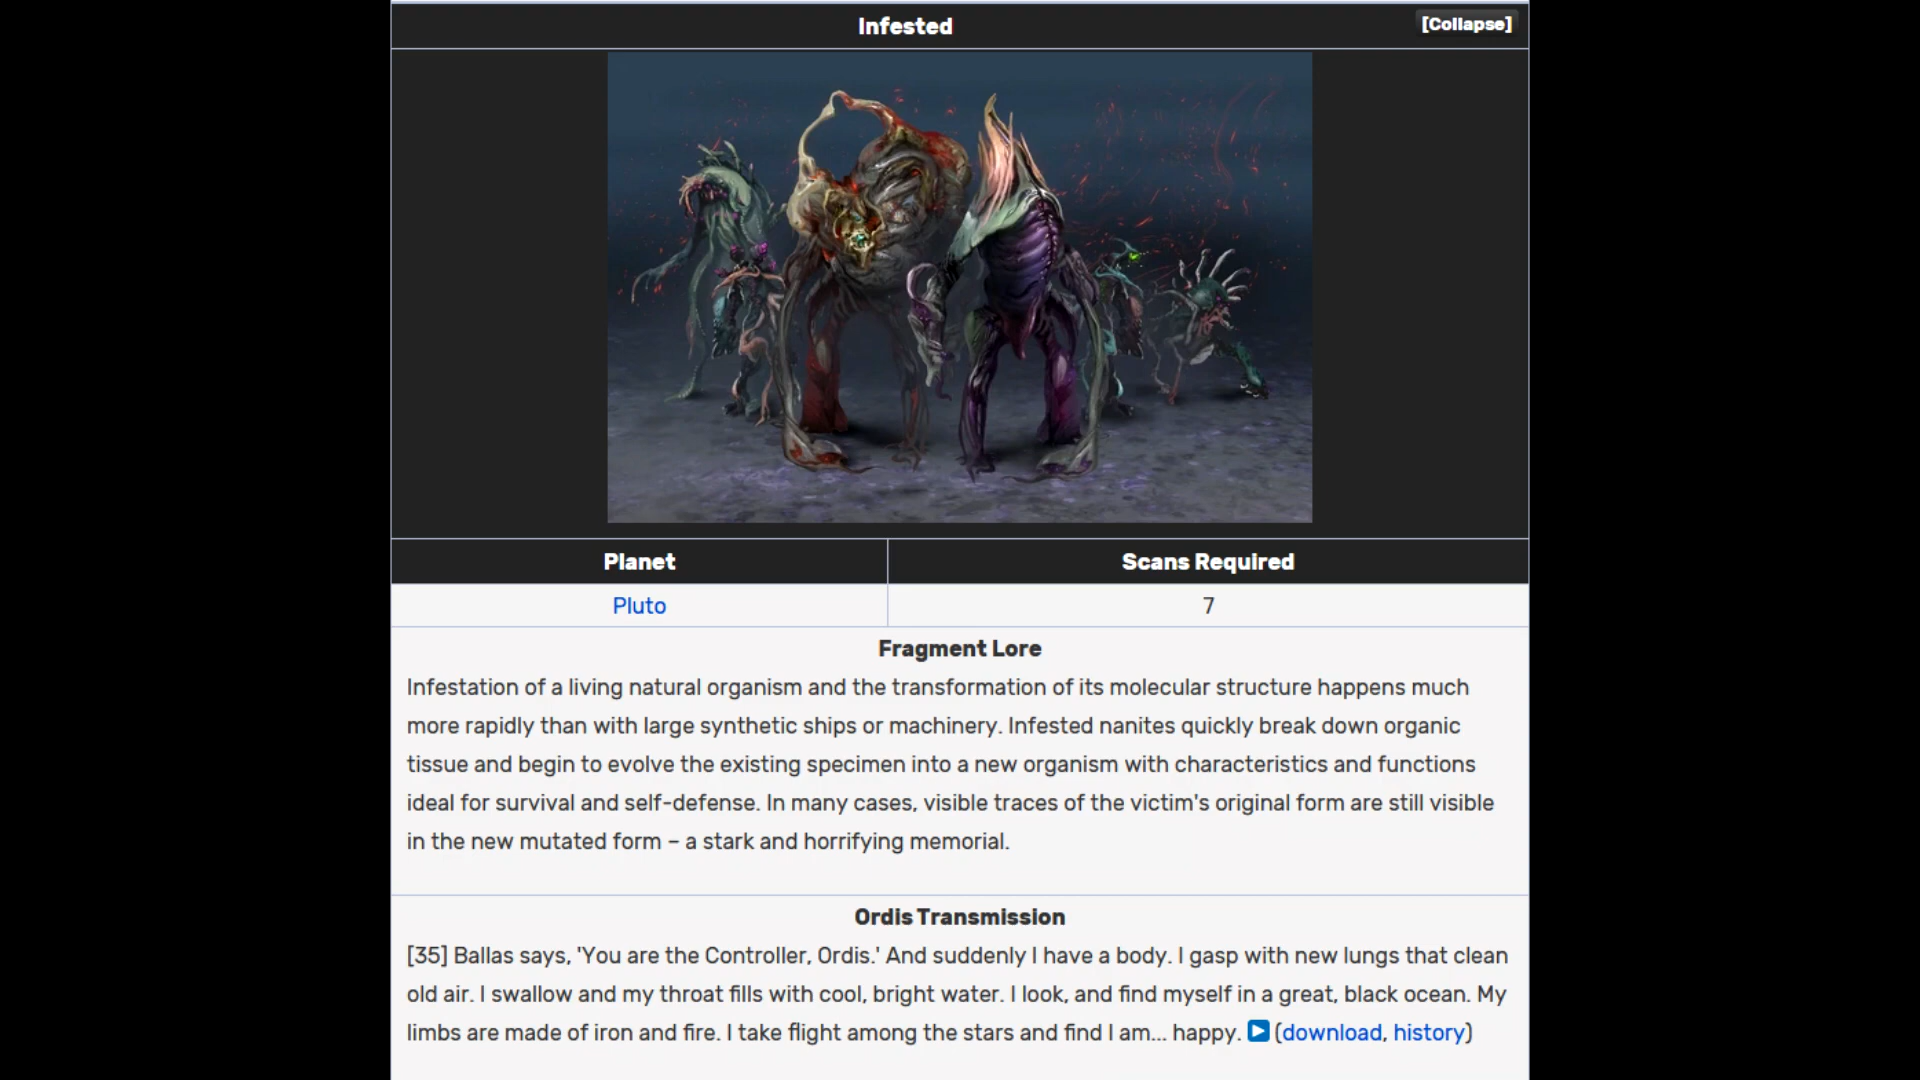 Infested
[Collapse]
Planet
Scans Required
Pluto
7
Fragment Lore
Infestation of a living natural organism and the transformation of its molecular structure happens much
more rapidly than with large synthetic ships or machinery. Infested nanites quickly break down organic
tissue and begin to evolve the existing specimen into a new organism with characteristics and functions
ideal for survival and self-defense. In many cases, visible traces of the victim's original form are still visible
in the new mutated form – a stark and horrifying memorial.
Ordis Transmission
[35] Ballas says, 'You are the Controller, Ordis.' And suddenly I have a body. I gasp with new lungs that clean
old air. I swallow and my throat fills with cool, bright water. I look, and find myself in a great, black ocean. My
limbs are made of iron and fire. I take flight among the stars and find I am... happy. (download, history)